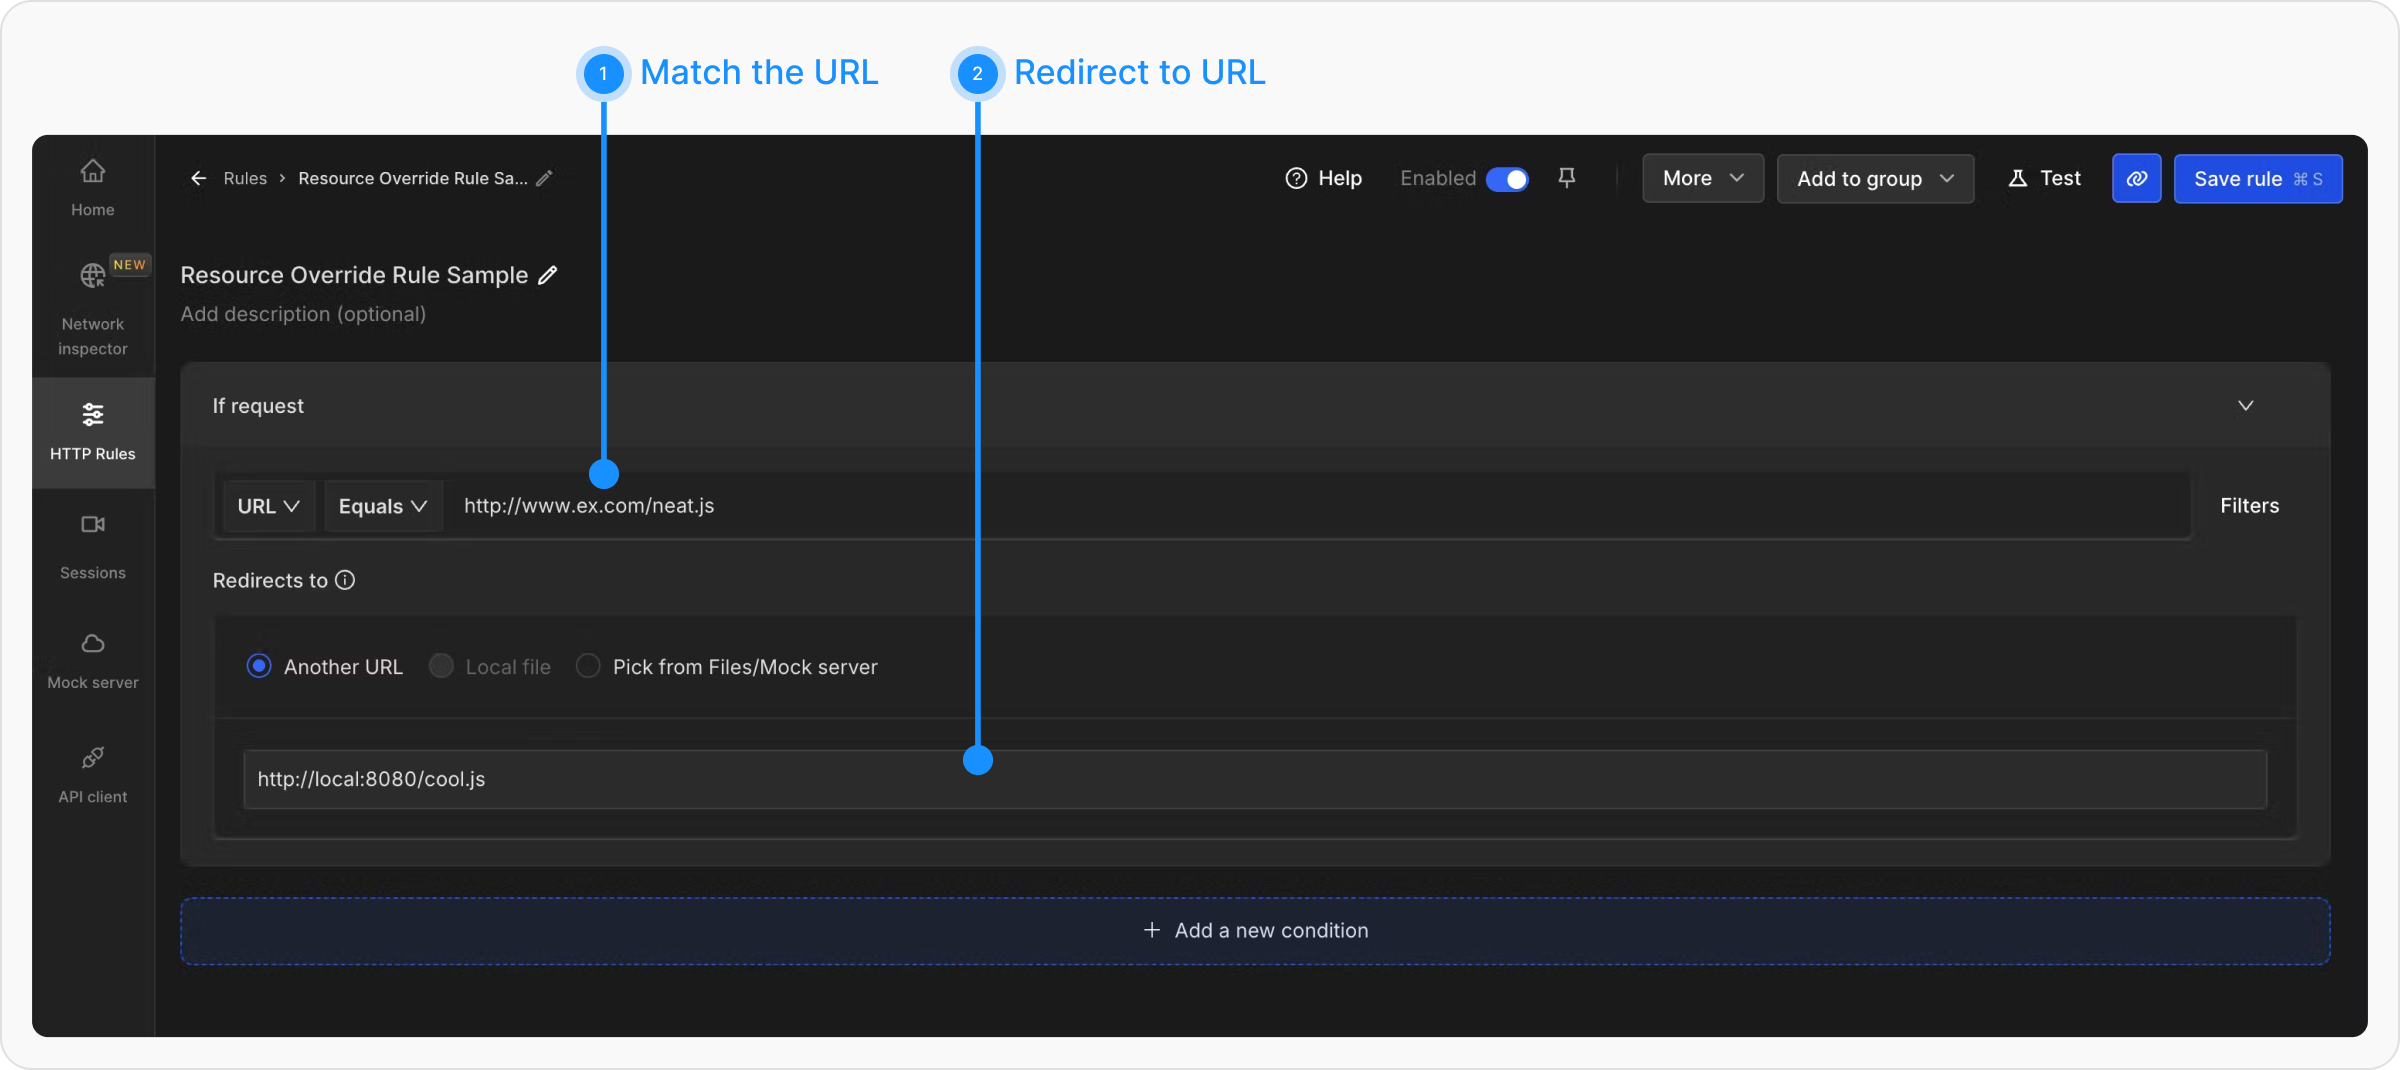 1 Match the URL
2 Redirect to URL
Home
NEW
Network
inspector
HTTP Rules
Sessions
Mock server
API client
Rules > Resource Override Rule Sa...
Help
Enabled
More
Add to group
Test
Save rule ⌘ S
Resource Override Rule Sample
Add description (optional)
If request
URL Equals http://www.ex.com/neat.js
Filters
Redirects to
Another URL Local file Pick from Files/Mock server
http://local:8080/cool.js
+ Add a new condition